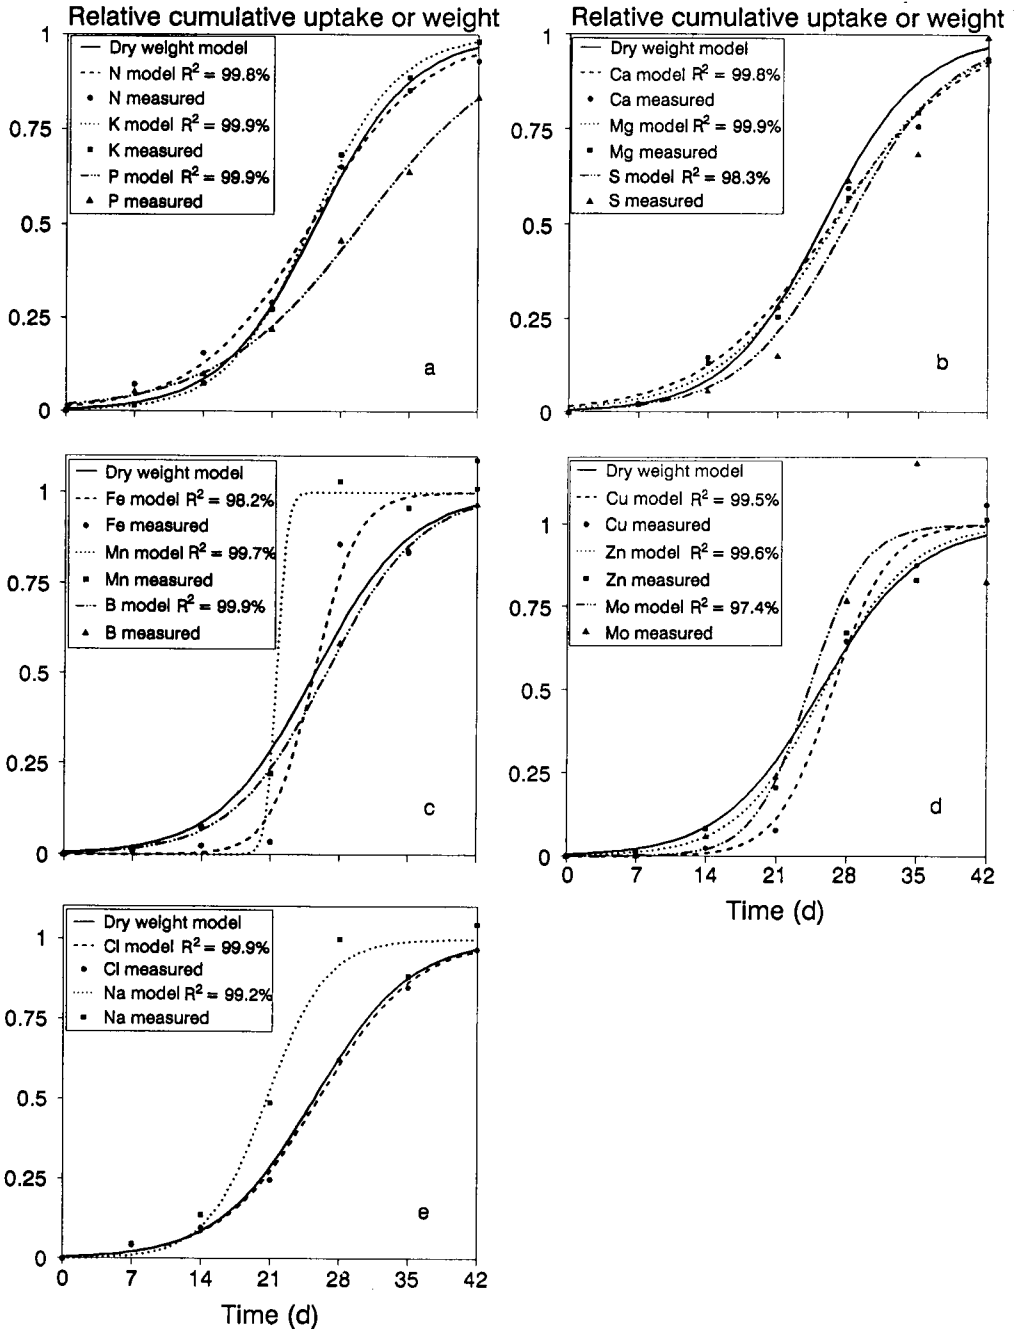 Relative cumulative uptake or weight
1
0.75
0.5
0.25
0
Dry weight model
N model R² = 99.8%
N measured
K model R² = 99.9%
K measured
P model R² = 99.9%
P measured
a
Relative cumulative uptake or weight
1
0.75
0.5
0.25
0
Dry weight model
Ca model R² = 99.8%
Ca measured
Mg model R² = 99.9%
Mg measured
S model R² = 98.3%
S measured
b
1
0.75
0.5
0.25
0
Dry weight model
Fe model R² = 98.2%
Fe measured
Mn model R² = 99.7%
Mn measured
B model R² = 99.9%
B measured
c
1
0.75
0.5
0.25
0
Dry weight model
Cu model R² = 99.5%
Cu measured
Zn model R² = 99.6%
Zn measured
Mo model R² = 97.4%
Mo measured
d
0 7 14 21 28 35 42
Time (d)
1
0.75
0.5
0.25
0
Dry weight model
Cl model R² = 99.9%
Cl measured
Na model R² = 99.2%
Na measured
e
0 7 14 21 28 35 42
Time (d)